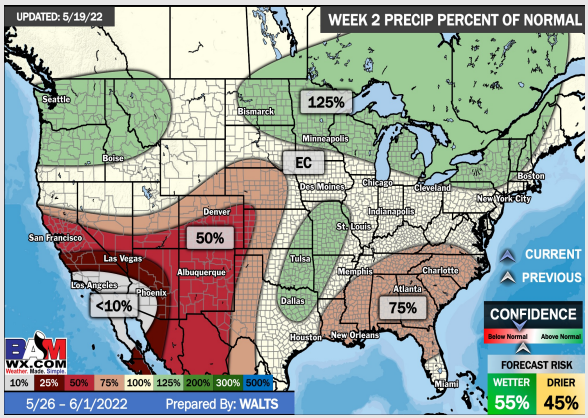 UPDATED: 5/19/22
WEEK 2 PRECIP PERCENT OF NORMAL
Seattle
Bismarck
125%
Minneapolis
Boise
EC
Des Moines
Chicago
Cleveland
Boston
New York City
Denver
Indianapolis
San Francisco
50%
St. Louis
Las Vegas
Tulsa
CURRENT
Albuquerque
Memphis
Charlotte
PREVIOUS
Los Angeles
Phoenix
Atlanta
<10%
Dallas
75%
CONFIDENCE
Houston
New Orleans
Below Normal
Above Normal
BAM
WX.COM
Weather. Made. Simple.
FORECAST RISK
10% 25% 50% 75% 100% 125% 200% 300% 500%
Miami
WETTER
DRIER
5/26 – 6/1/2022
Prepared By: WALTS
55%
45%